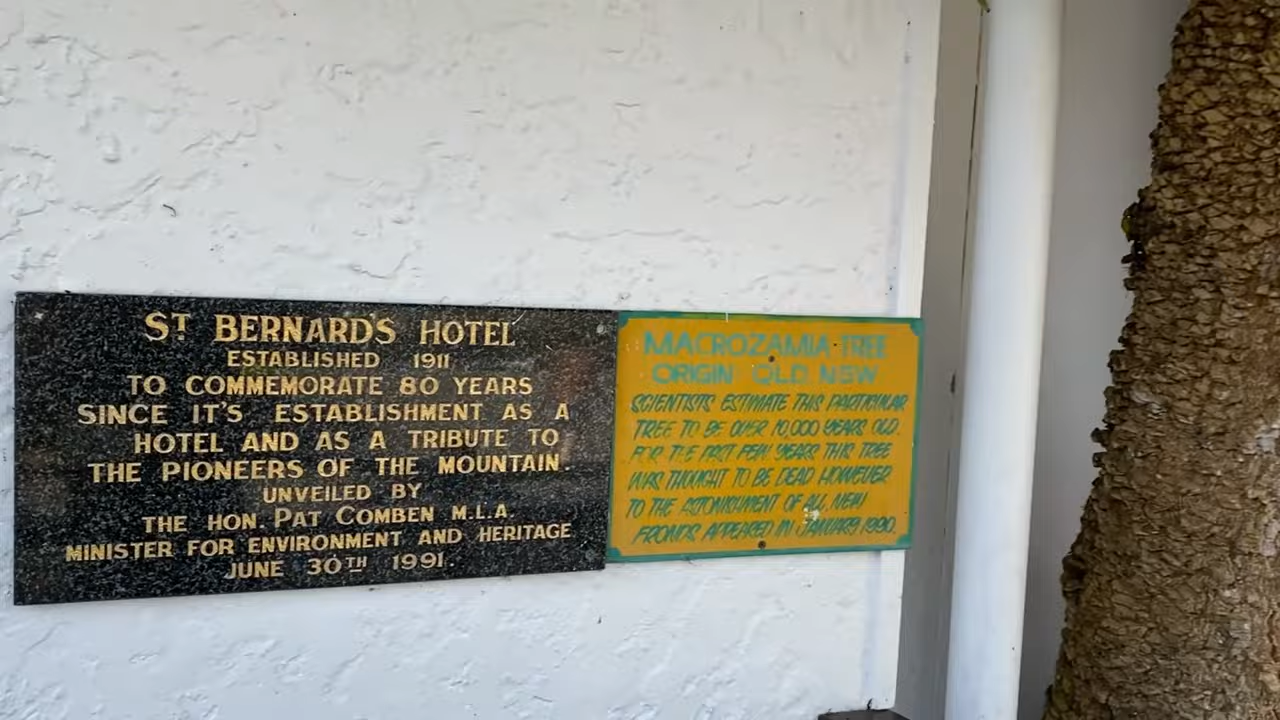 ST BERNARD'S HOTEL
ESTABLISHED 1911
TO COMMEMORATE 80 YEARS
SINCE IT'S ESTABLISHMENT AS A
HOTEL AND AS A TRIBUTE TO
THE PIONEERS OF THE MOUNTAIN.
UNVEILED BY
THE HON. PAT COMBEN M.L.A.
MINISTER FOR ENVIRONMENT AND HERITAGE
JUNE 30TH 1991.
MACROZAMIA TREE
ORIGIN QLD. NSW
SCIENTISTS ESTIMATE THIS PARTICULAR
TREE TO BE OVER 10,000 YEARS OLD.
FOR THE PAST FEW YEARS THIS TREE
WAS THOUGHT TO BE DEAD HOWEVER
TO THE ASTONISHMENT OF ALL, NEW
FRONDS APPEARED IN JANUARY 1990.